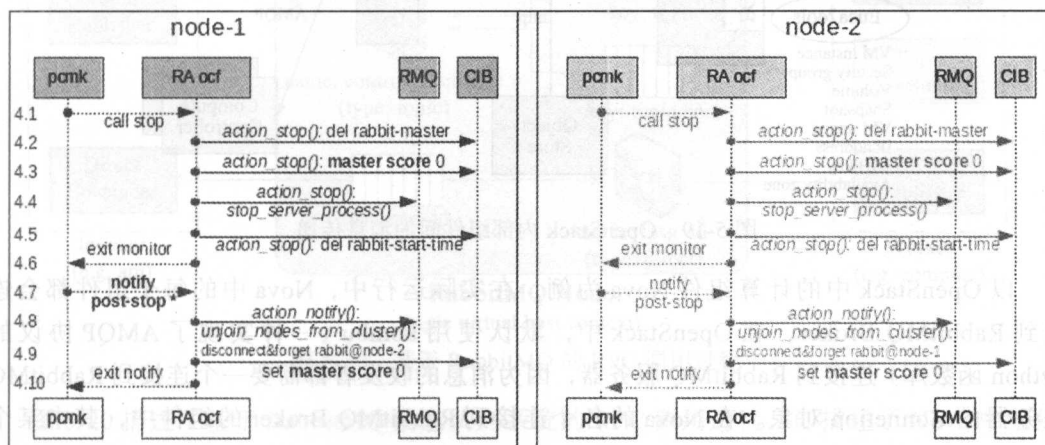 node-1
node-2
pcmk RA ocf RMQ CIB
pcmk RA ocf RMQ CIB
4.1 call stop
call stop
4.2 action_stop(): del rabbit-master
action_stop(): del rabbit-master
4.3 action_stop(): master score 0
action_stop(): master score 0
4.4 action_stop():
stop_server_process()
action_stop():
stop_server_process()
4.5 action_stop(): del rabbit-start-time
action_stop(): del rabbit-start-time
4.6 exit monitor
exit monitor
4.7 notify
post-stop
notify
post-stop
4.8 action_notify():
unjoin_nodes_from_cluster()
disconnect&forget rabbit@node-2
action_notify():
unjoin_nodes_from_cluster()
disconnect&forget rabbit@node-1
4.9 set master score 0
set master score 0
4.10 exit notify
exit notify
pcmk RA ocf RMQ CIB
pcmk RA ocf RMQ CIB